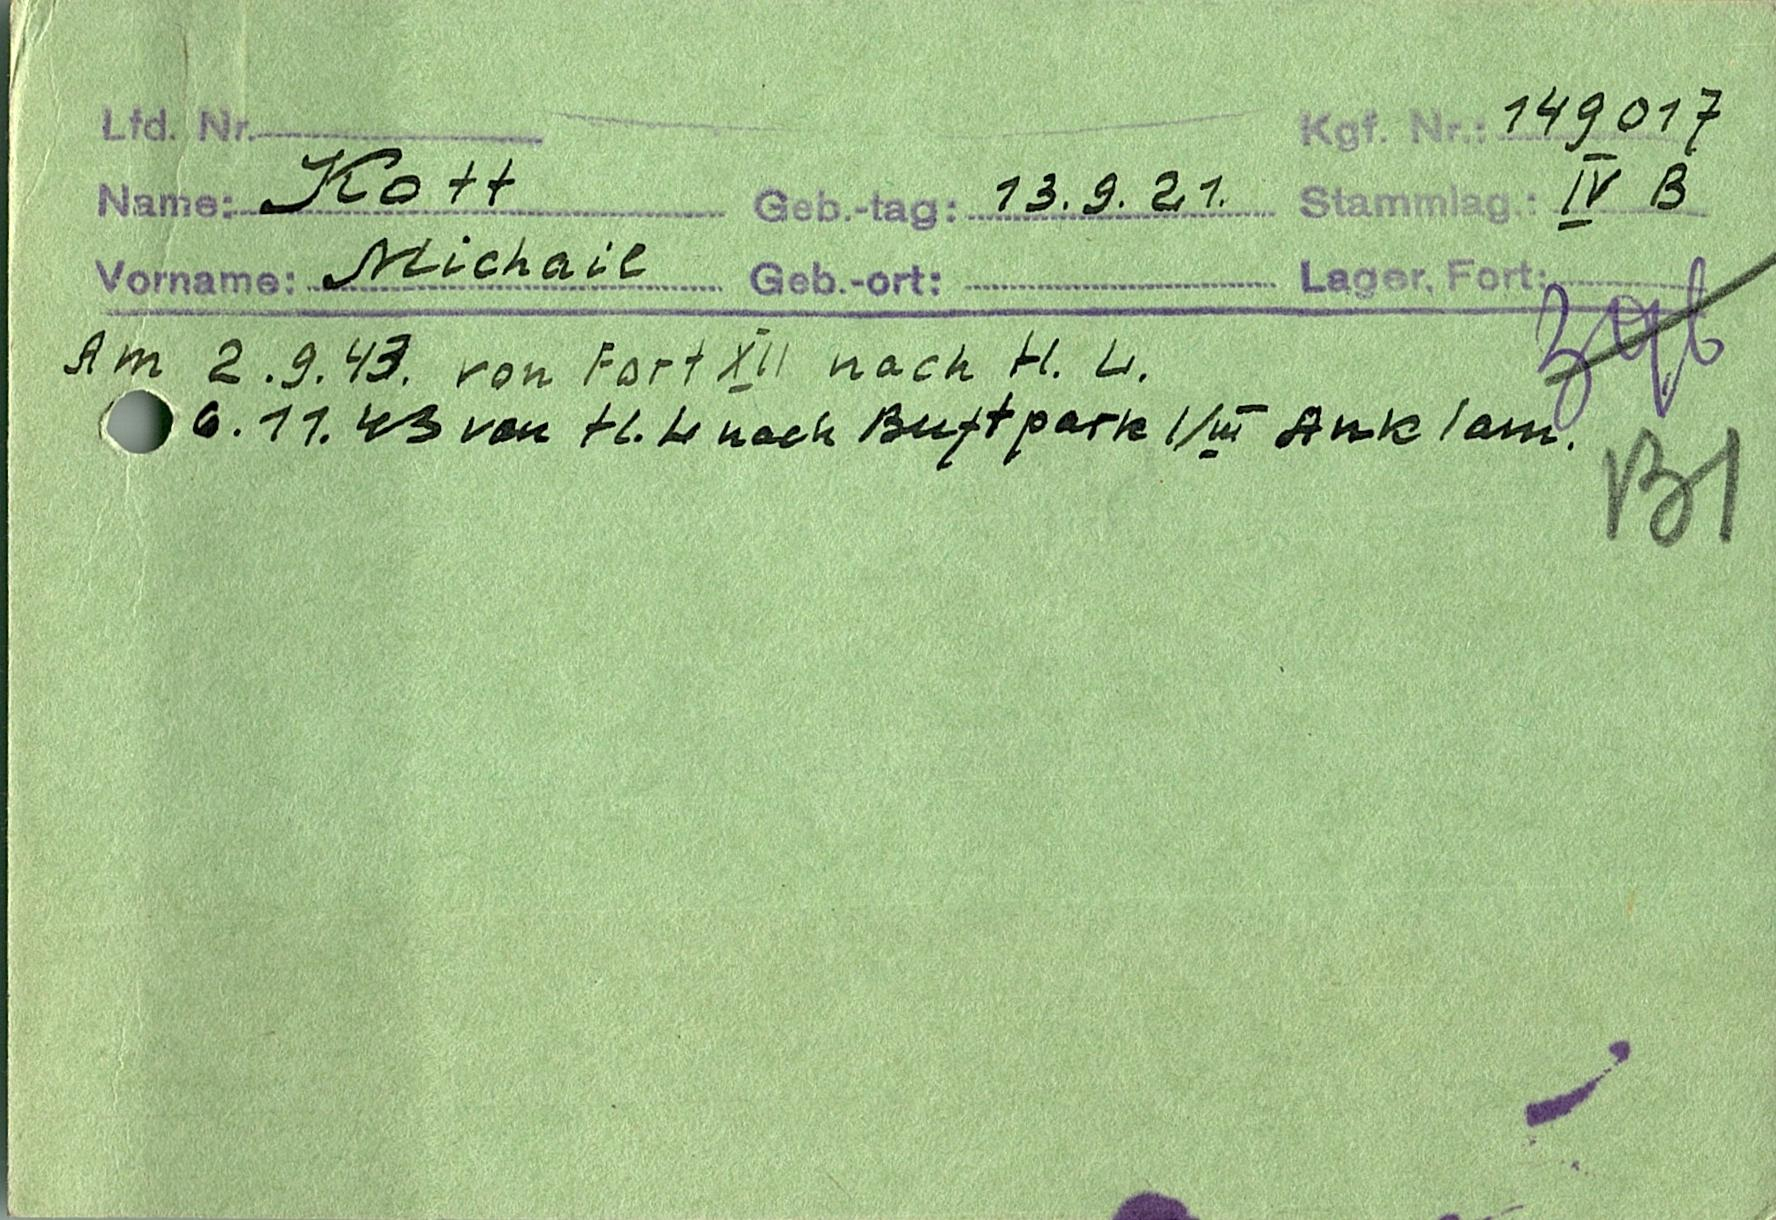 Lfd. Nr. Kgf. Nr.: 149017
Name: Kott Geb.-tag: 13.9.21. Stammlag.: IV B
Vorname: Michail Geb.-ort: Lager, Fort:
Am 2.9.43. von Fort XII nach H. L.
6.11.43 von H. L. nach Buftpark I/III Anklam.
B1